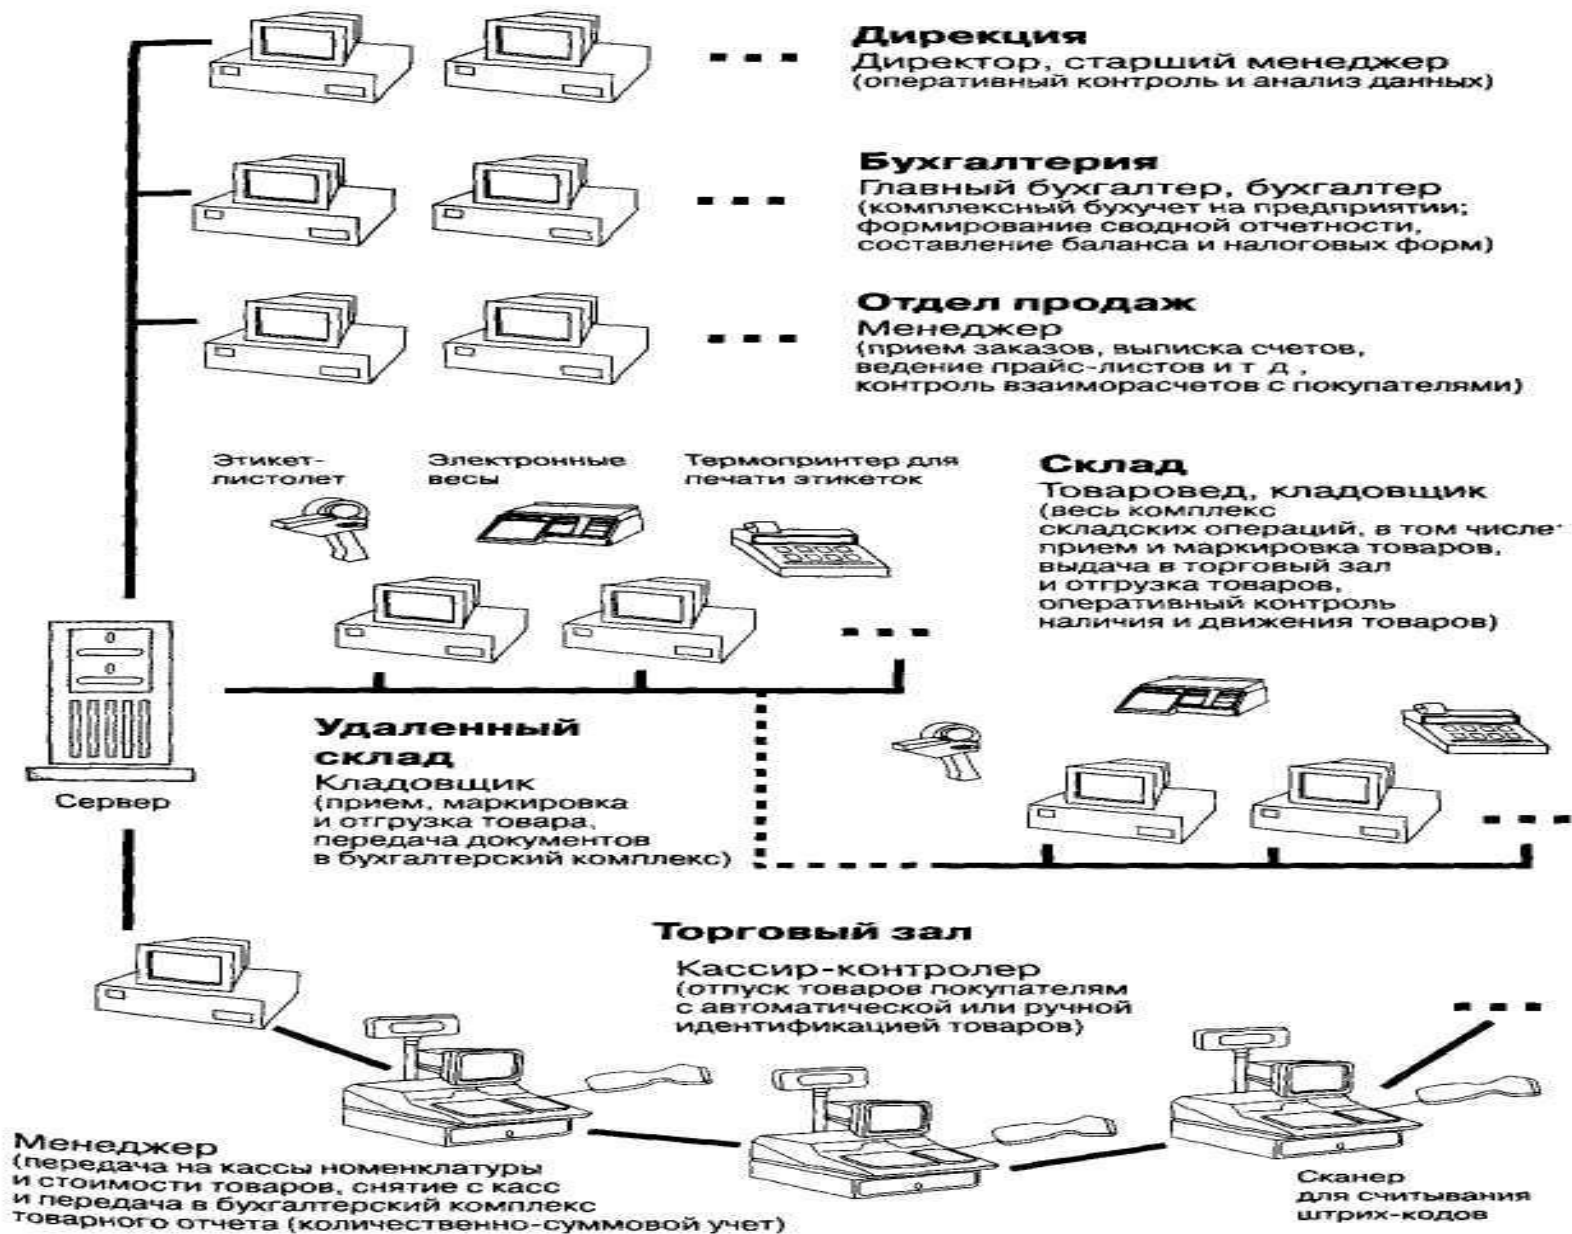 Дирекция
Директор, старший менеджер
(оперативный контроль и анализ данных)
Бухгалтерия
Главный бухгалтер, бухгалтер
(комплексный бухучет на предприятии;
формирование сводной отчетности,
составление баланса и налоговых форм)
Отдел продаж
Менеджер
(прием заказов, выписка счетов,
ведение прайс-листов и т д ,
контроль взаиморасчетов с покупателями)
Этикет-
пистолет
Электронные
весы
Термопринтер для
печати этикеток
Склад
Товаровед, кладовщик
(весь комплекс
складских операций, в том числе·
прием и маркировка товаров,
выдача в торговый зал
и отгрузка товаров,
оперативный контроль
наличия и движения товаров)
Сервер
Удаленный
склад
Кладовщик
(прием, маркировка
и отгрузка товара,
передача документов
в бухгалтерский комплекс)
Торговый зал
Кассир-контролер
(отпуск товаров покупателям
с автоматической или ручной
идентификацией товаров)
Менеджер
(передача на кассы номенклатуры
и стоимости товаров, снятие с касс
и передача в бухгалтерский комплекс
товарного отчета (количественно-суммовой учет)
Сканер
для считывания
штрих-кодов